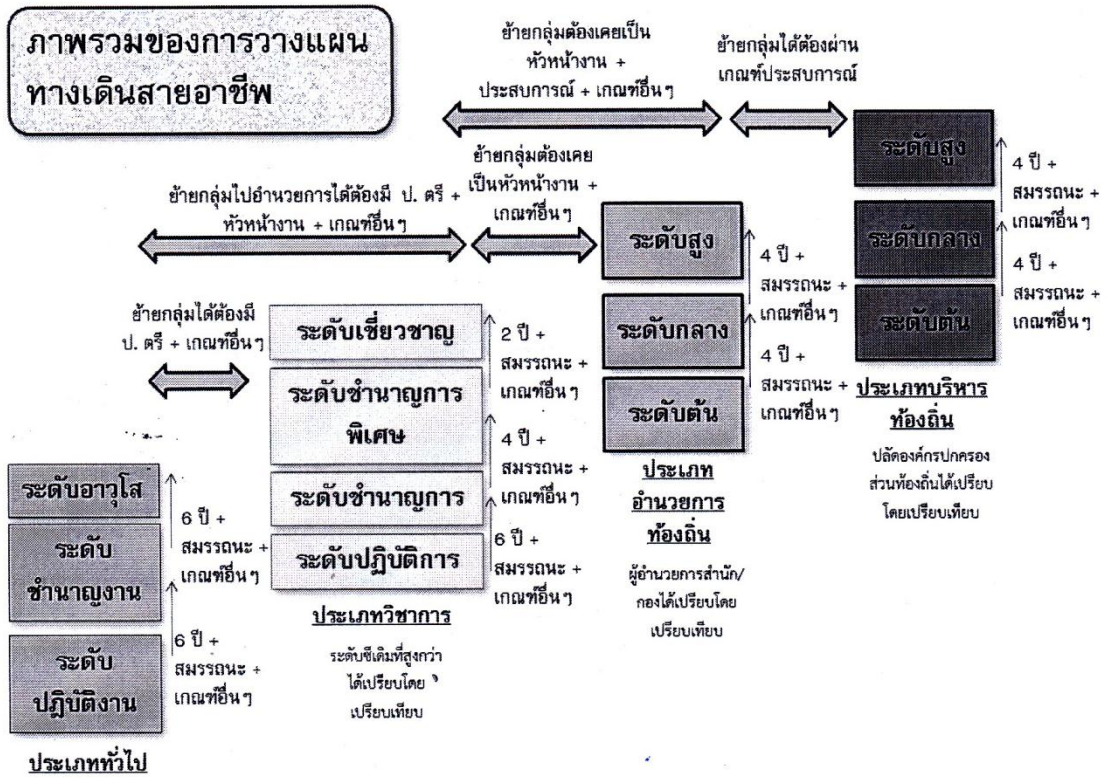 ภาพรวมของการวางแผน
ทางเดินสายอาชีพ
ย้ายกลุ่มต้องเคยเป็น
หัวหน้างาน +
ประสบการณ์ + เกณฑ์อื่นๆ
ย้ายกลุ่มได้ต้องผ่าน
เกณฑ์ประสบการณ์
ย้ายกลุ่มไปอำนวยการได้ต้องมี ป. ตรี +
หัวหน้างาน + เกณฑ์อื่นๆ
ย้ายกลุ่มต้องเคย
เป็นหัวหน้างาน +
เกณฑ์อื่นๆ
ย้ายกลุ่มได้ต้องมี
ป. ตรี + เกณฑ์อื่นๆ
ระดับอาวุโส
ระดับ
ชำนาญงาน
ระดับ
ปฏิบัติงาน
ประเภททั่วไป
6 ปี +
สมรรถนะ +
เกณฑ์อื่นๆ
6 ปี +
สมรรถนะ +
เกณฑ์อื่นๆ
ระดับเชี่ยวชาญ
ระดับชำนาญการ
พิเศษ
ระดับชำนาญการ
ระดับปฏิบัติการ
ประเภทวิชาการ
ระดับซีเดิมที่สูงกว่า
ได้เปรียบโดย
เปรียบเทียบ
2 ปี +
สมรรถนะ +
เกณฑ์อื่นๆ
4 ปี +
สมรรถนะ +
เกณฑ์อื่นๆ
6 ปี +
สมรรถนะ +
เกณฑ์อื่นๆ
ระดับสูง
ระดับกลาง
ระดับต้น
ประเภท
อำนวยการ
ท้องถิ่น
ผู้อำนวยการสำนัก/
กองได้เปรียบโดย
เปรียบเทียบ
4 ปี +
สมรรถนะ +
เกณฑ์อื่นๆ
4 ปี +
สมรรถนะ +
เกณฑ์อื่นๆ
ระดับสูง
ระดับกลาง
ระดับต้น
ประเภทบริหาร
ท้องถิ่น
ปลัดองค์กรปกครอง
ส่วนท้องถิ่นได้เปรียบ
โดยเปรียบเทียบ
4 ปี +
สมรรถนะ +
เกณฑ์อื่นๆ
4 ปี +
สมรรถนะ +
เกณฑ์อื่นๆ